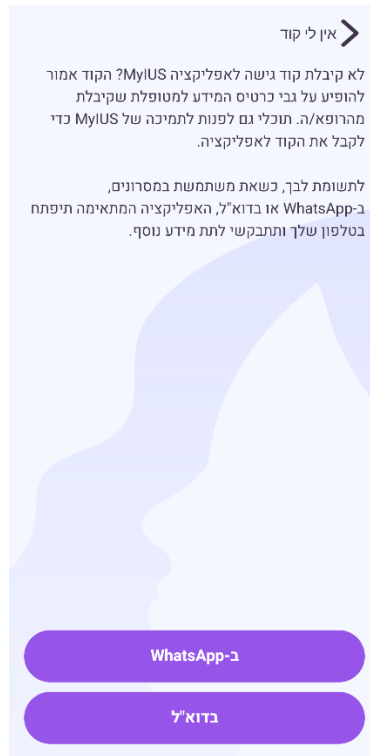 אין לי קוד
לא קיבלת קוד גישה לאפליקציה MyIUS? הקוד אמור
להופיע על גבי כרטיס המידע למטופלת שקיבלת
מהרופא/ה. תוכלי גם לפנות לתמיכה של MyIUS כדי
לקבל את הקוד לאפליקציה.
לתשומת לבך, כשאת משתמשת במסרונים,
ב-WhatsApp או בדוא"ל, האפליקציה המתאימה תיפתח
בטלפון שלך ותתבקשי לתת מידע נוסף.
ב-WhatsApp
בדוא"ל